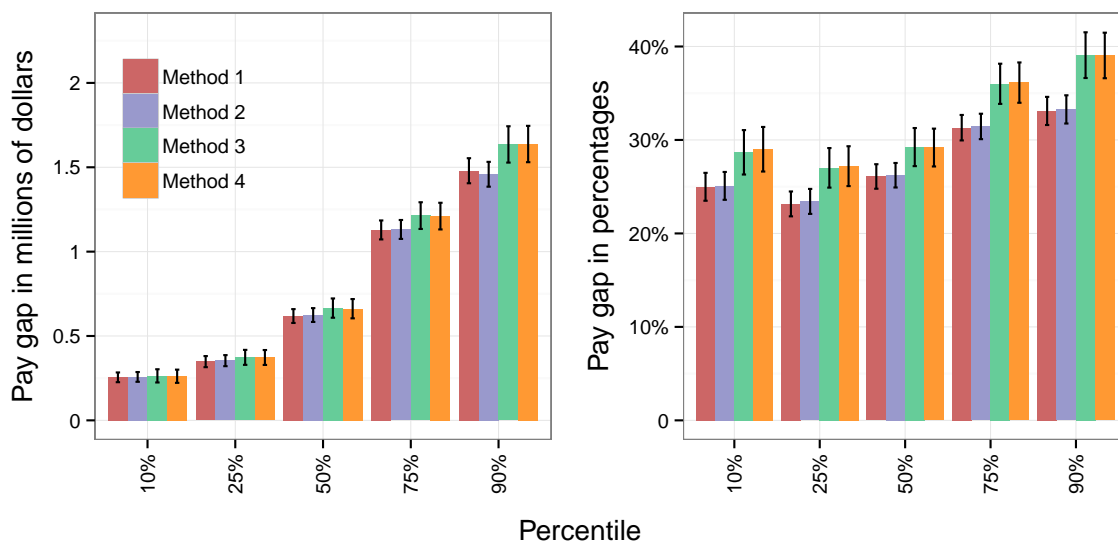 Pay gap in millions of dollars
2
1.5
1
0.5
0
Method 1
Method 2
Method 3
Method 4
10%
25%
50%
75%
90%
Pay gap in percentages
40%
30%
20%
10%
0
10%
25%
50%
75%
90%
Percentile